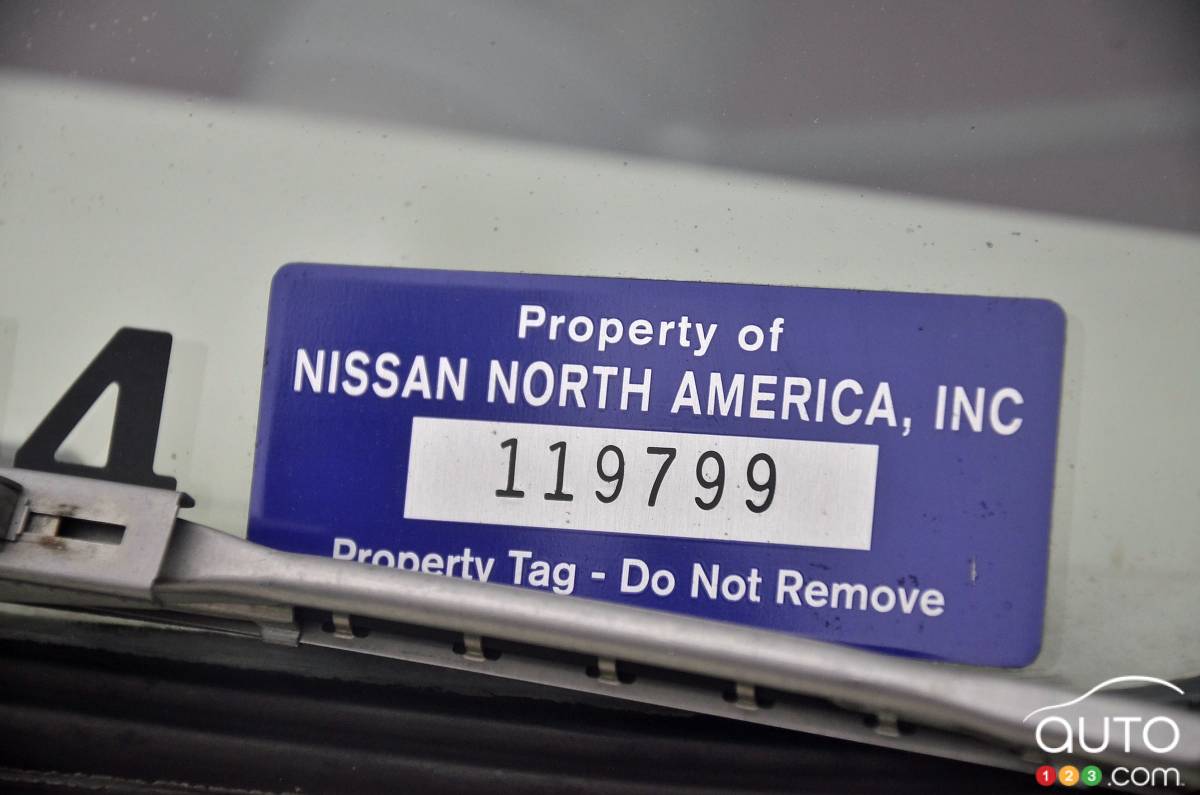 4
Property of
NISSAN NORTH AMERICA, INC
119799
Property Tag - Do Not Remove
AUTO
123.com